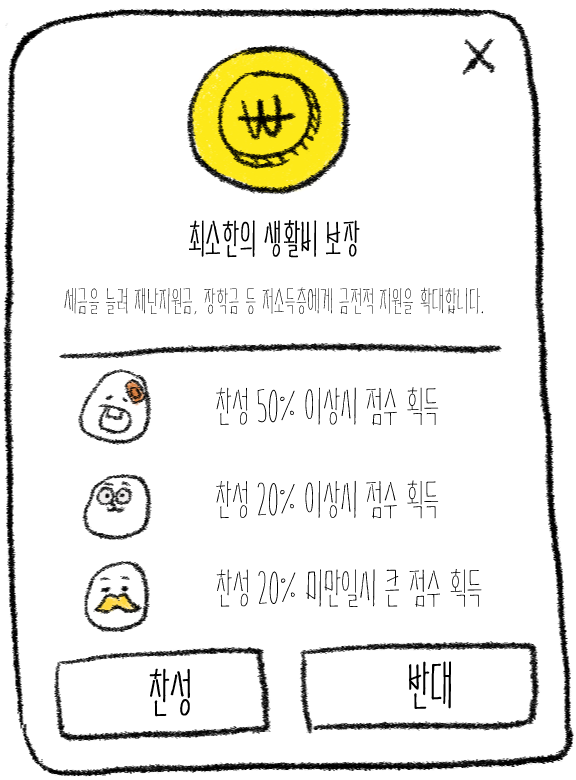 X
₩
최소한의 생활비 보장
세금을 늘려 재난지원금, 장학금 등 저소득층에게 금전적 지원을 확대합니다.
찬성 50% 이상시 점수 획득
찬성 20% 이상시 점수 획득
찬성 20% 미만일시 큰 점수 획득
찬성
반대